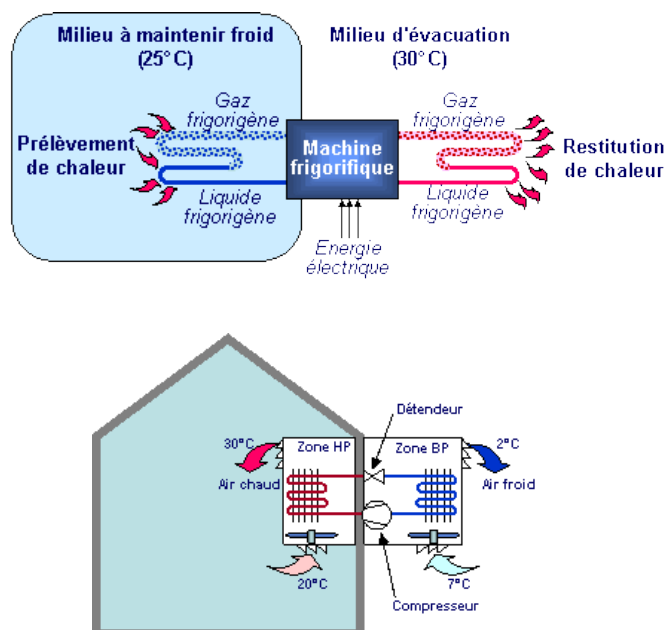 Milieu à maintenir froid
(25°C)
Milieu d'évacuation
(30°C)
Gaz
frigorigène
Gaz
frigorigène
Prélèvement
de chaleur
Machine
frigorifique
Restitution
de chaleur
Liquide
frigorigène
Liquide
frigorigène
Energie
électrique
Détendeur
30°C
Zone HP
Zone BP
2°C
Air chaud
Air froid
20°C
7°C
Compresseur